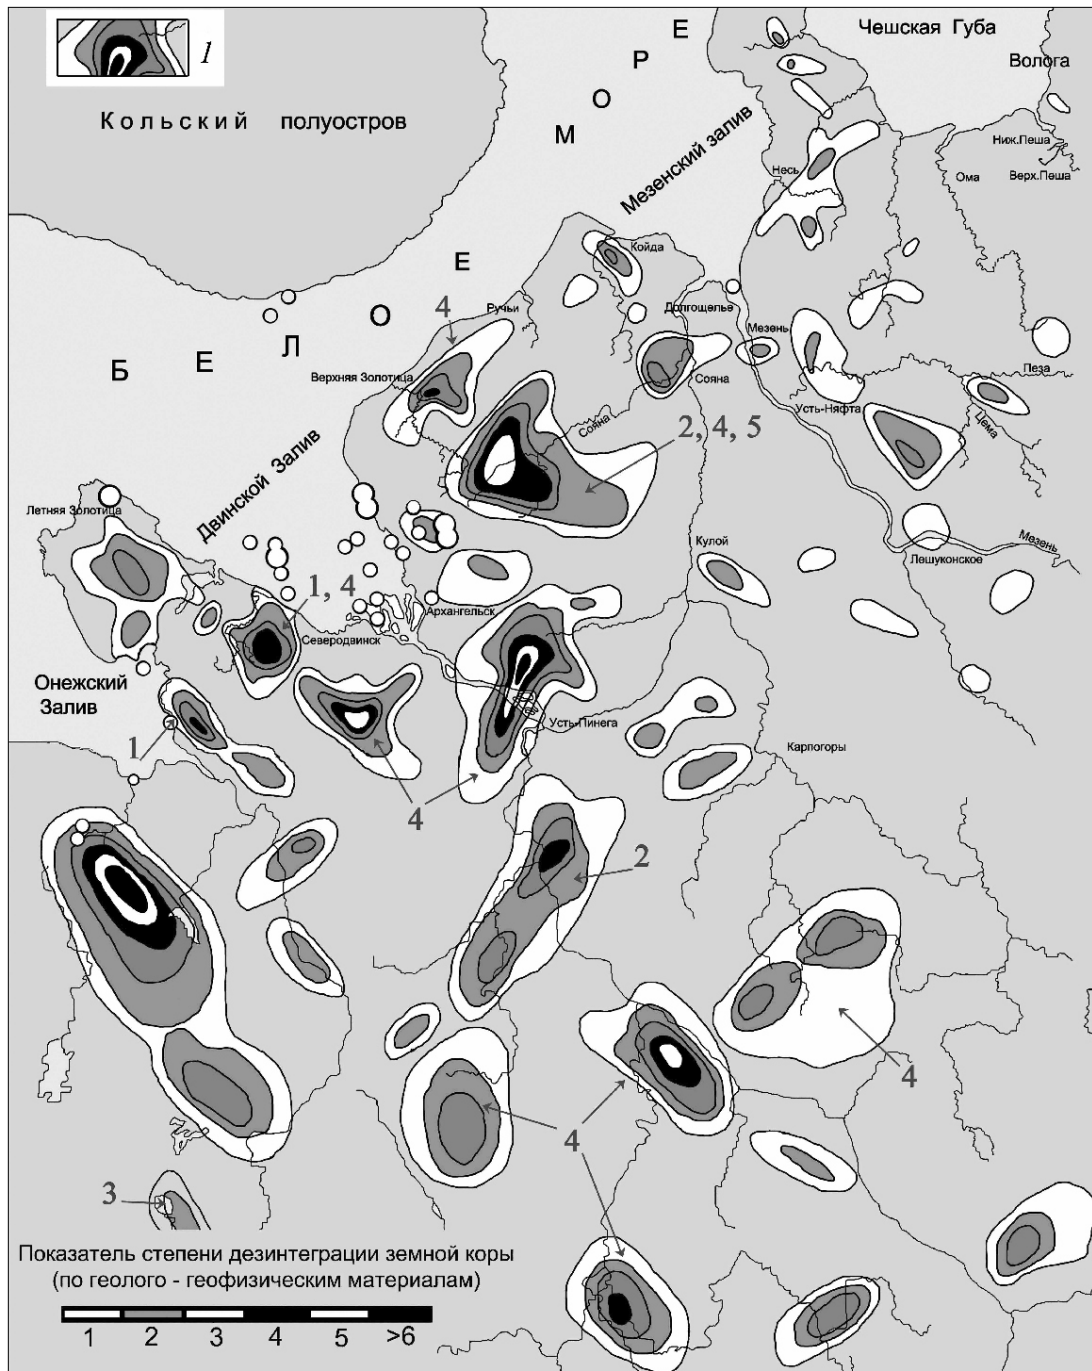 1
Кольский полуостров
БЕЛОЕ МОРЕ
Чешская Губа
Волога
Ниж.Пеша
Верх.Пеша
Ома
Несь
Мезенский залив
Койда
Ручьи
4
Долгощелье
Мезень
Верхняя Золотица
Сояна
Пеза
Усть-Няфта
Цема
Сояна
2, 4, 5
Двинской Залив
Летняя Золотица
Кулой
Мезень
Лешуконское
1, 4
Архангельск
Северодвинск
Онежский
Залив
Усть-Пинега
1
Карпогоры
4
2
4
4
3
Показатель степени дезинтеграции земной коры
(по геолого - геофизическим материалам)
1 2 3 4 5 >6